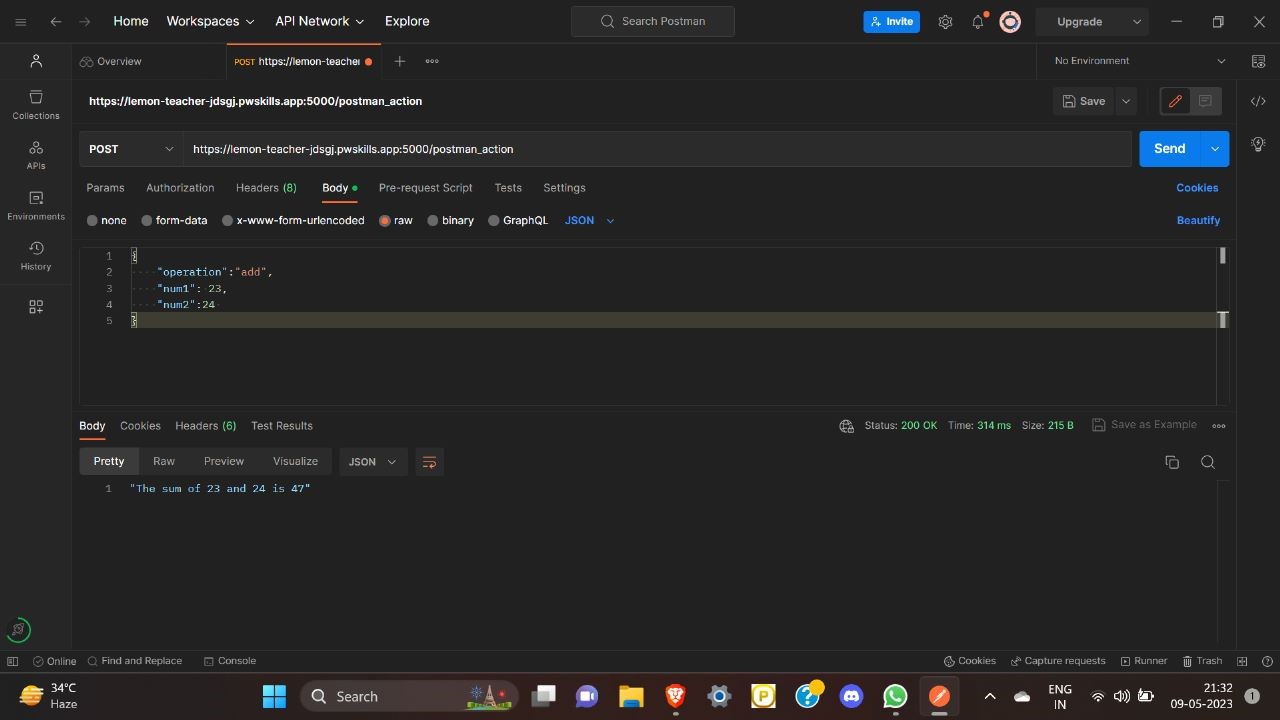 Home Workspaces API Network Explore Search Postman Invite Upgrade
Overview POST https://lemon-teacher No Environment
https://lemon-teacher-jdsgj.pwskills.app:5000/postman_action Save
Collections
POST https://lemon-teacher-jdsgj.pwskills.app:5000/postman_action Send
APIs
Params Authorization Headers (8) Body Pre-request Script Tests Settings Cookies
Environments
none form-data x-www-form-urlencoded raw binary GraphQL JSON Beautify
History
1 {
2 "operation":"add",
3 "num1": 23,
4 "num2":24
5 }
Body Cookies Headers (6) Test Results Status: 200 OK Time: 314 ms Size: 215 B Save as Example
Pretty Raw Preview Visualize JSON
1 "The sum of 23 and 24 is 47"
Online Find and Replace Console Cookies Capture requests Runner Trash
34°C
Haze
Search
ENG
IN
21:32
09-05-2023
1